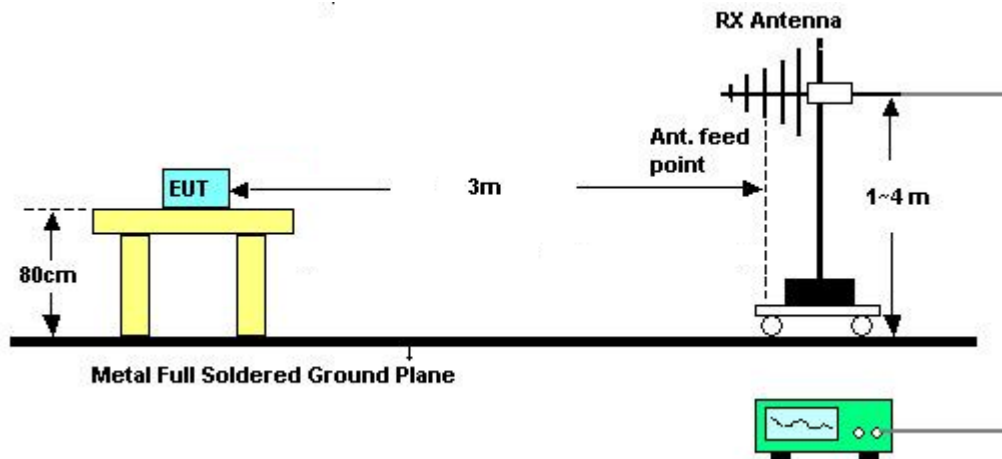 RX Antenna
Ant. feed
point
EUT
3m
1~4 m
80cm
Metal Full Soldered Ground Plane